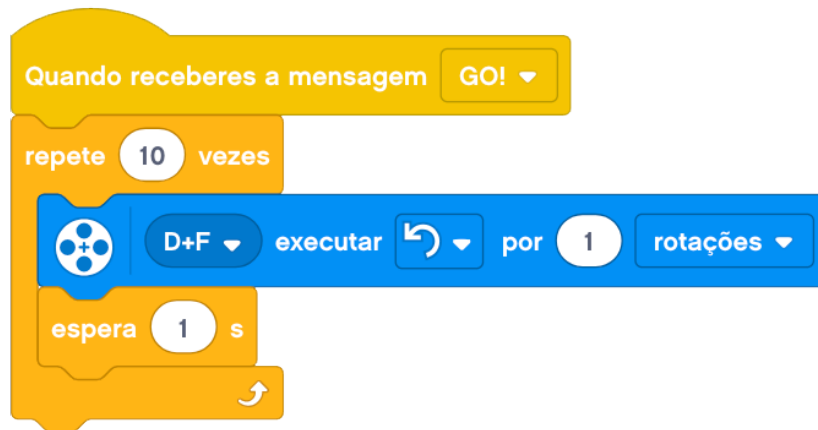 Quando receberes a mensagem GO!
repete 10 vezes
D+F executar por 1 rotações
espera 1 s